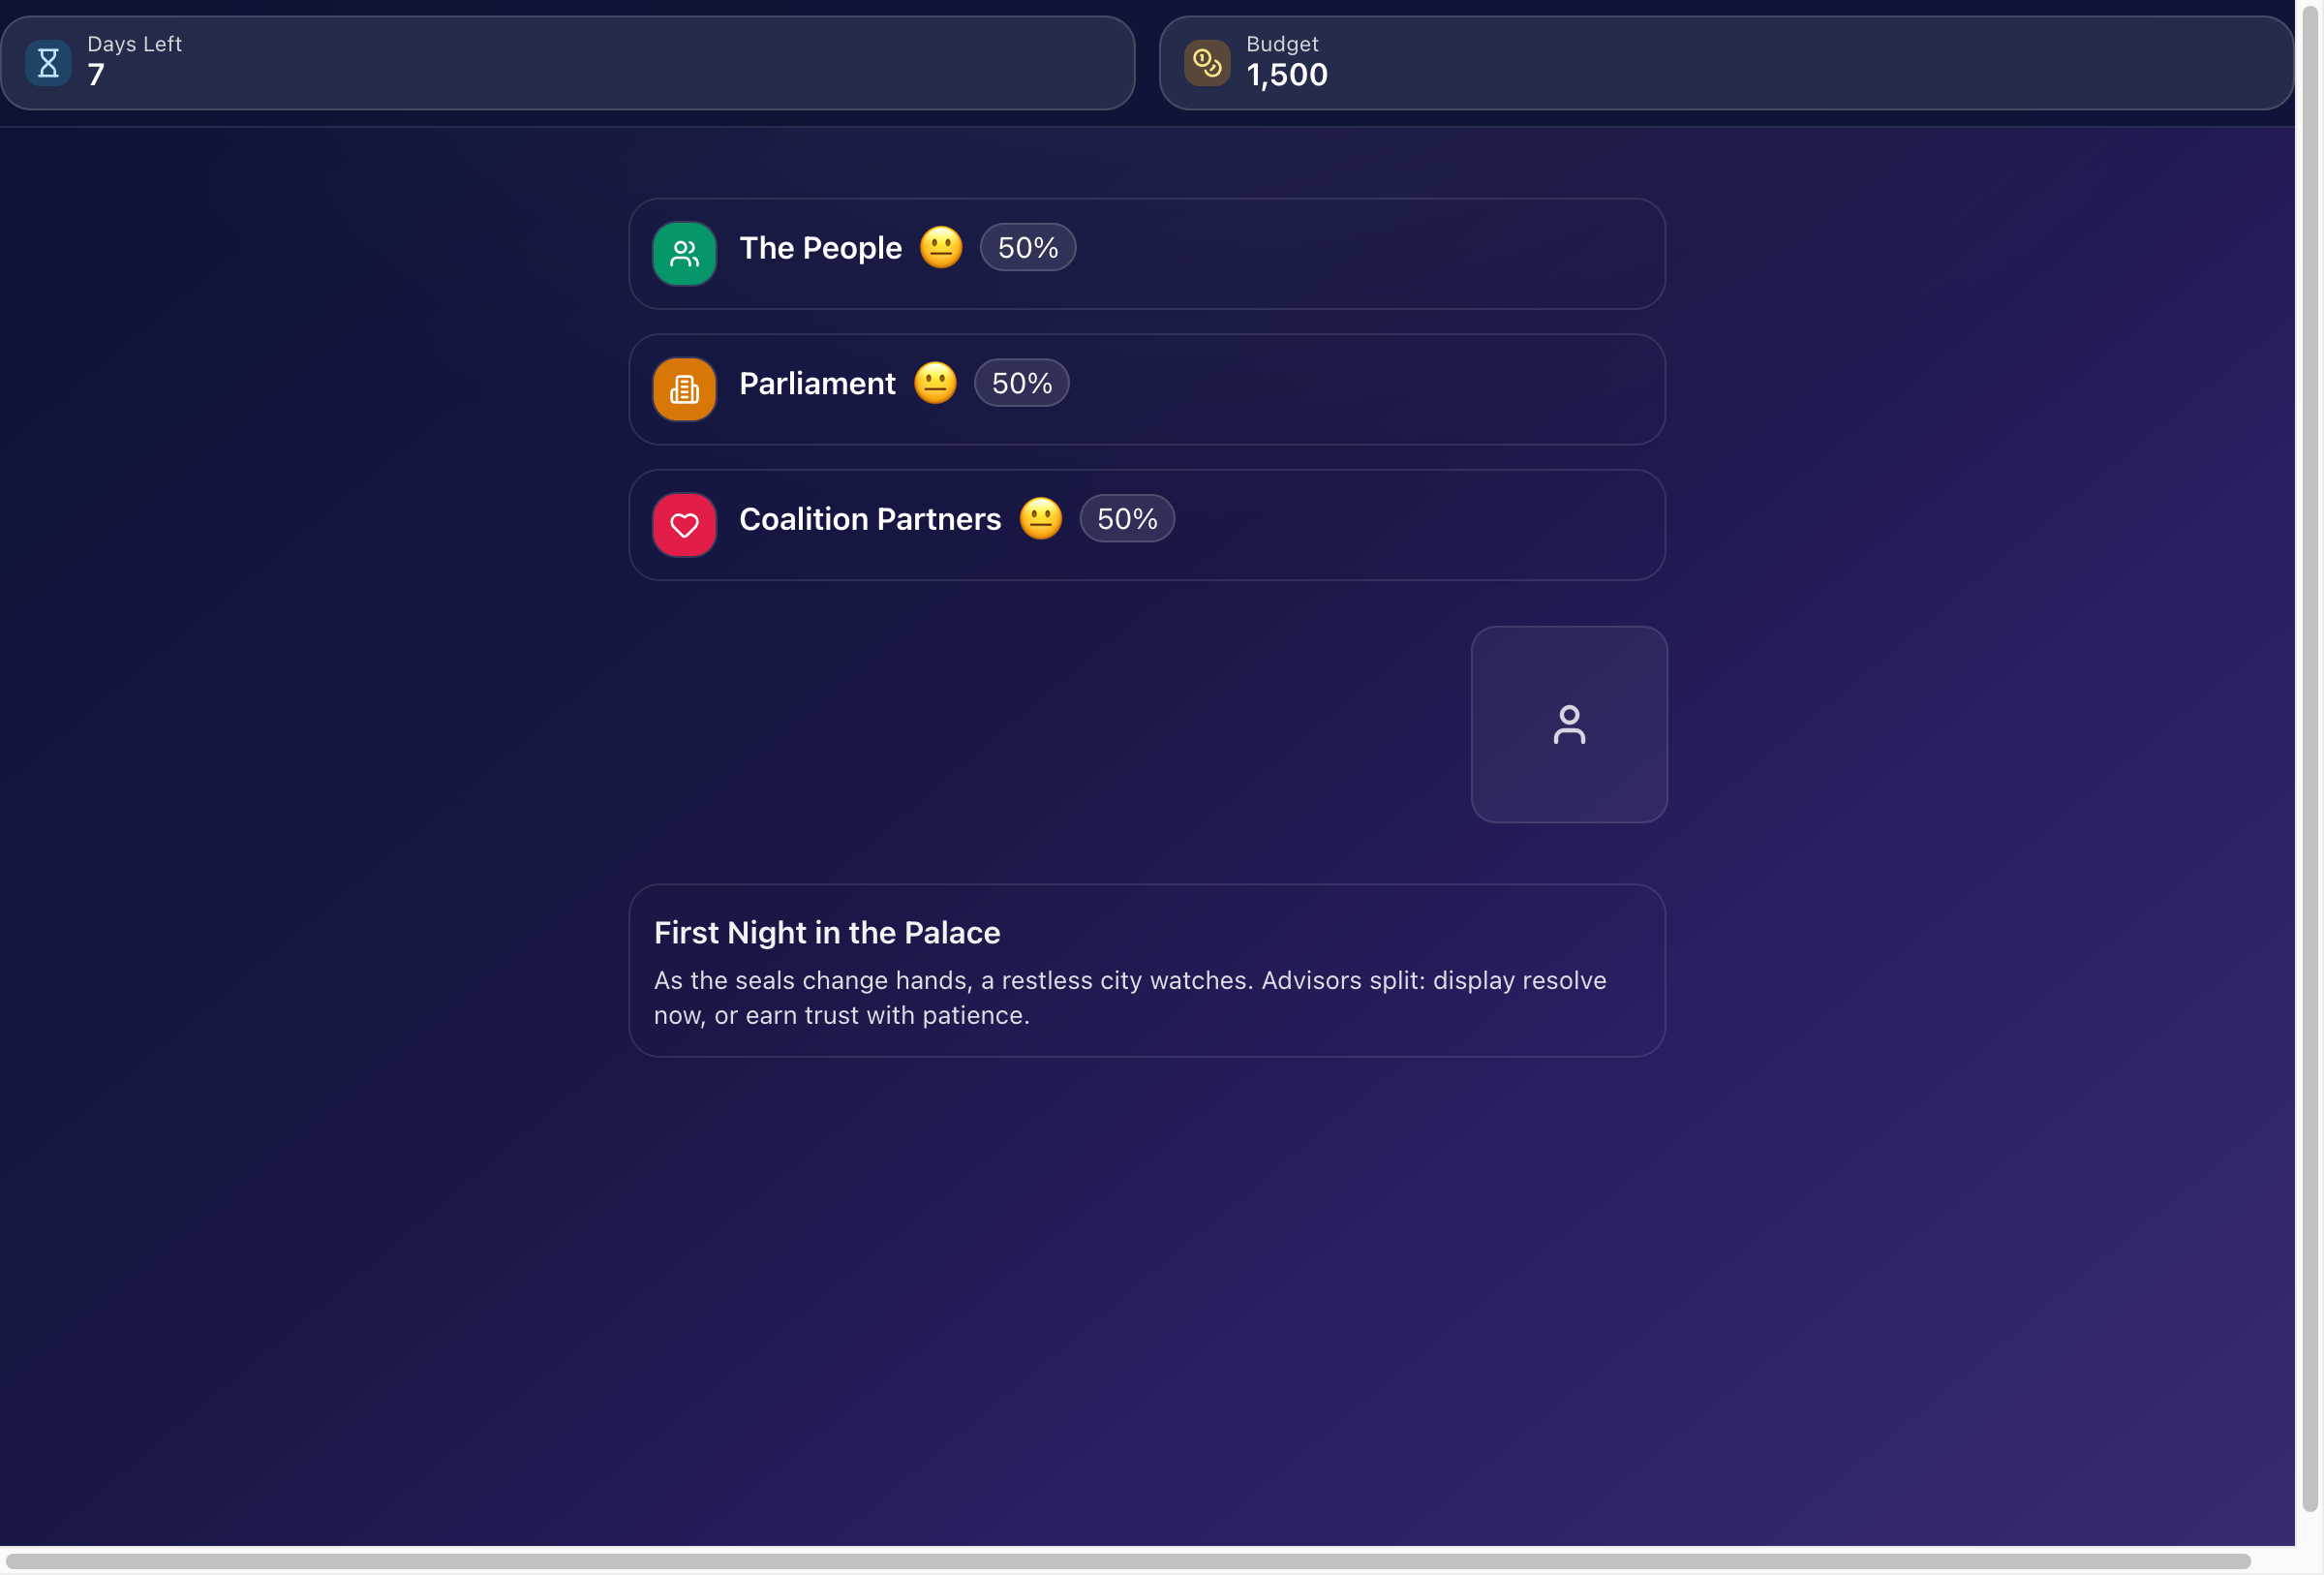 Days Left
7
Budget
1,500
The People 😐 50%
Parliament 😐 50%
Coalition Partners 😐 50%
First Night in the Palace
As the seals change hands, a restless city watches. Advisors split: display resolve
now, or earn trust with patience.